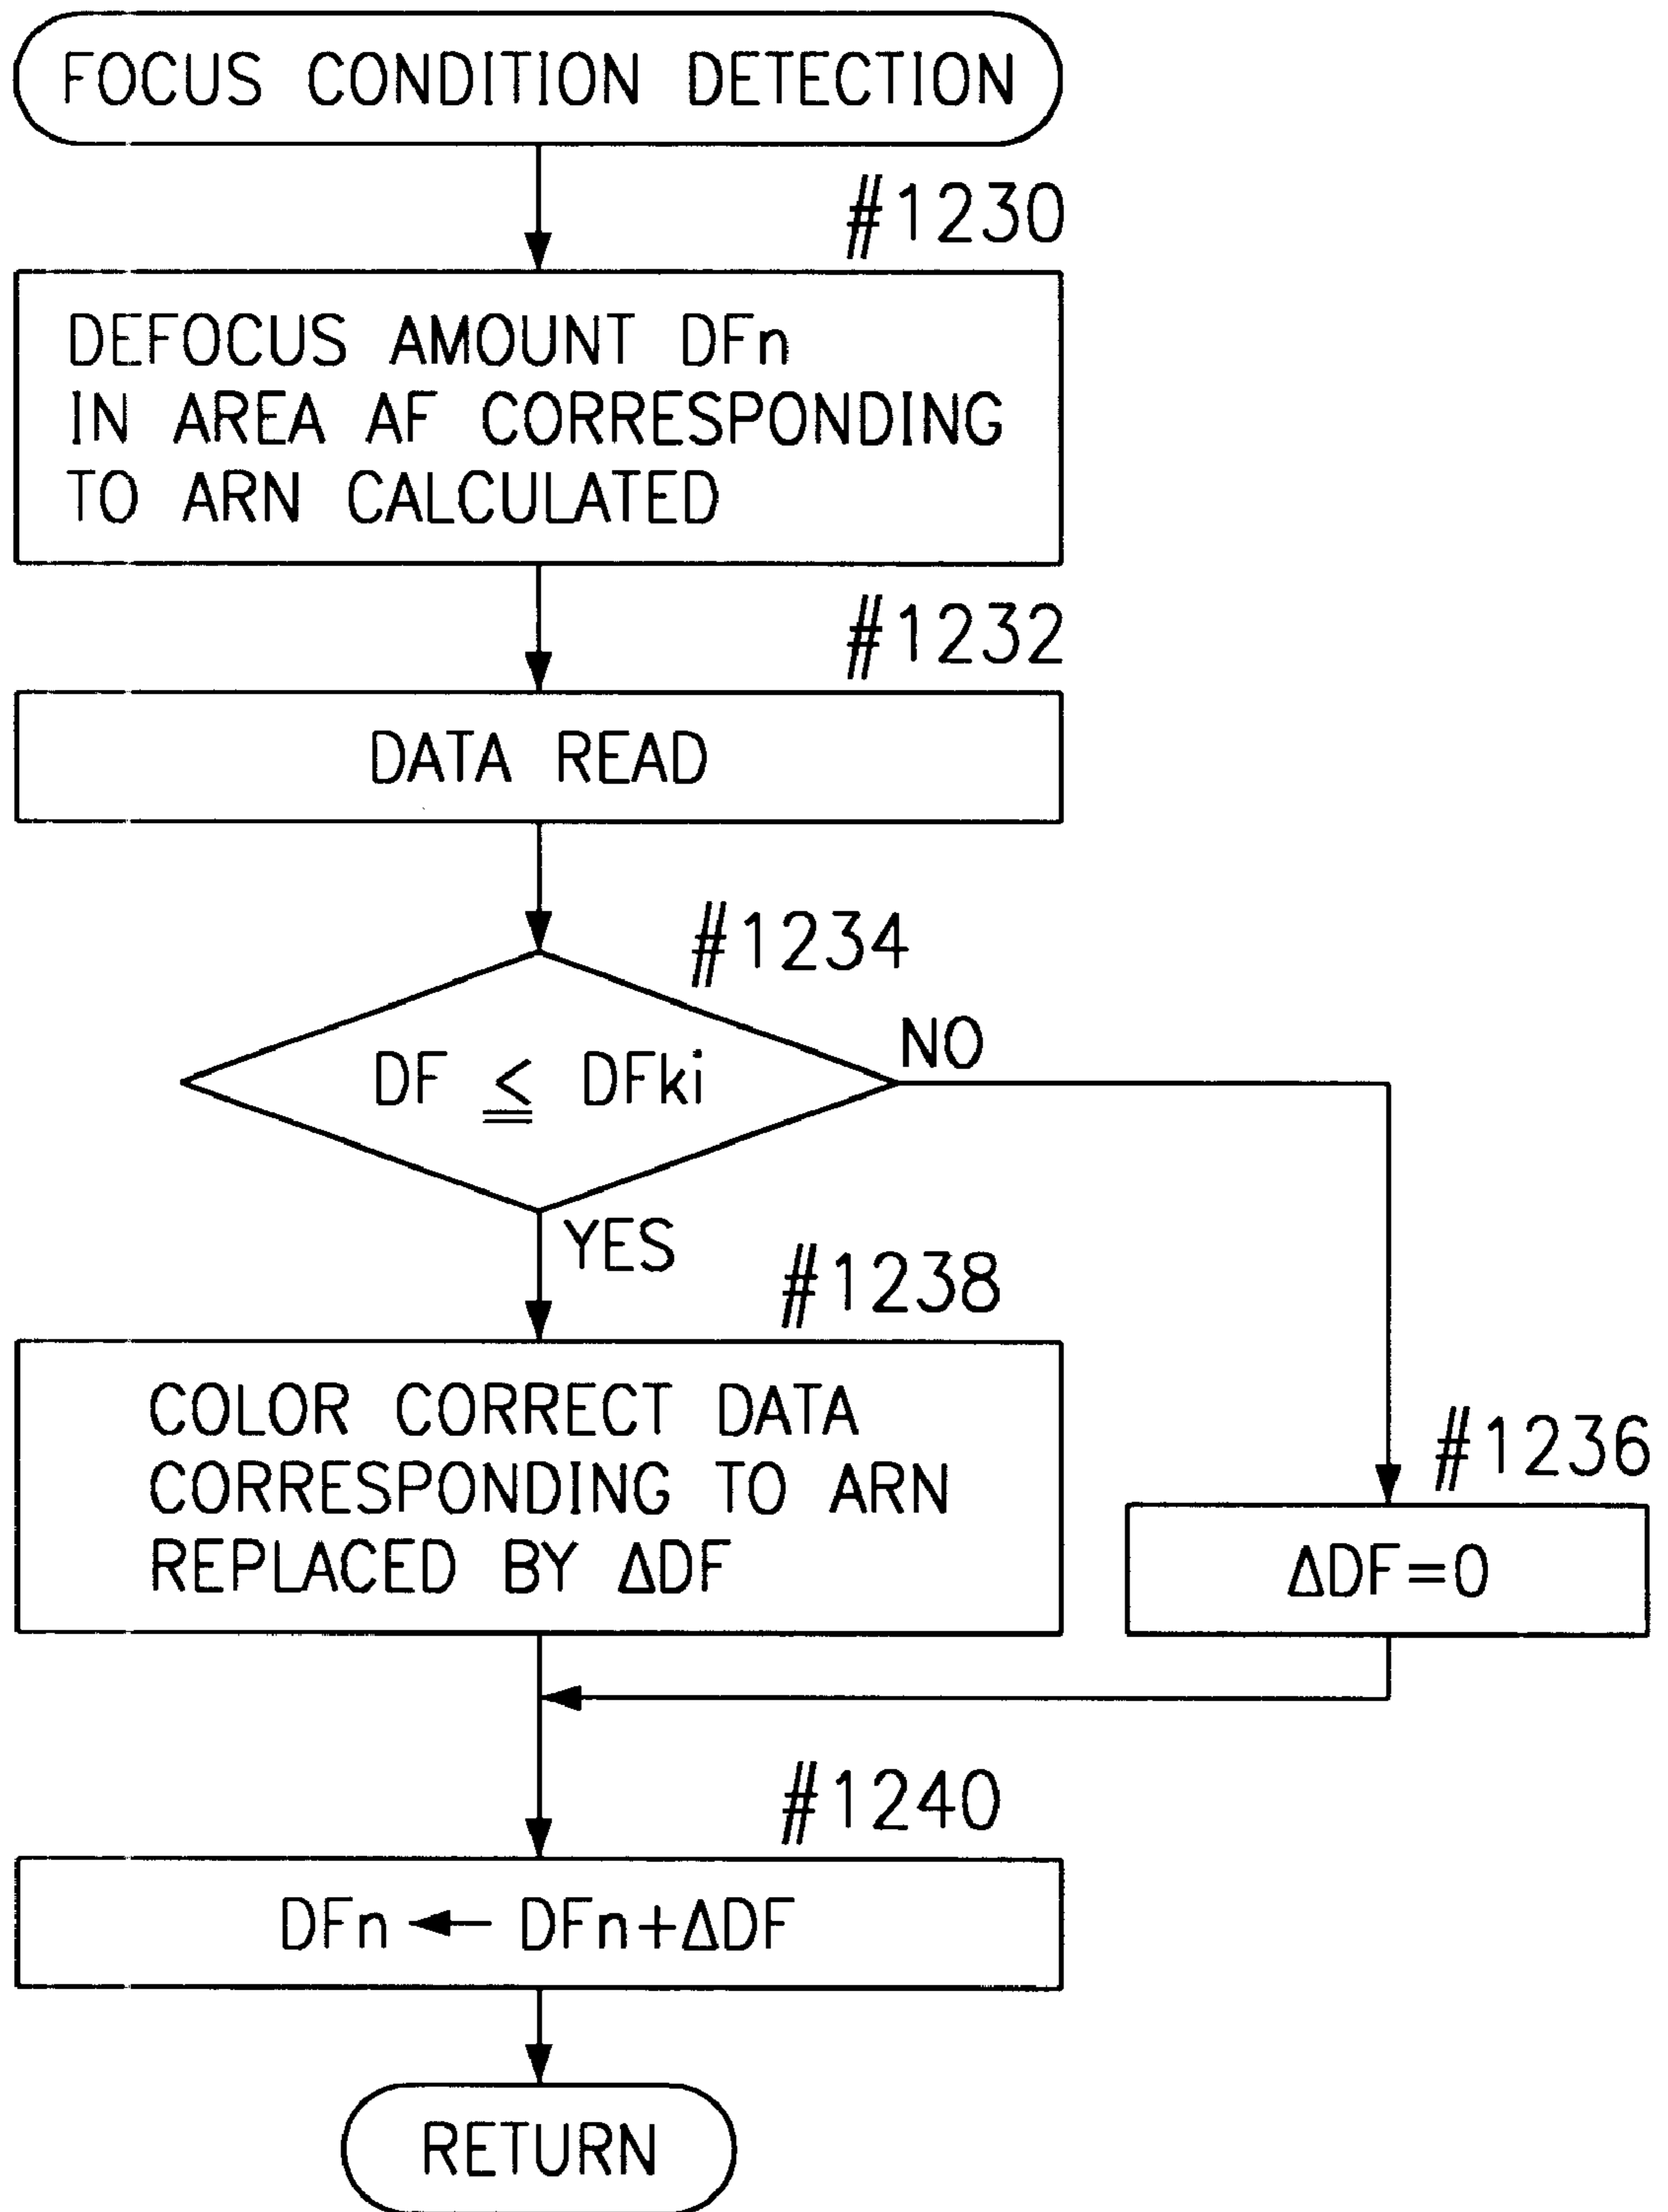 FOCUS CONDITION DETECTION
#1230
DEFOCUS AMOUNT DFn
IN AREA AF CORRESPONDING
TO ARN CALCULATED
#1232
DATA READ
#1234
DF ≦ DFki
NO
YES
#1238
COLOR CORRECT DATA
CORRESPONDING TO ARN
REPLACED BY ΔDF
#1236
ΔDF=0
#1240
DFn ← DFn+ΔDF
RETURN